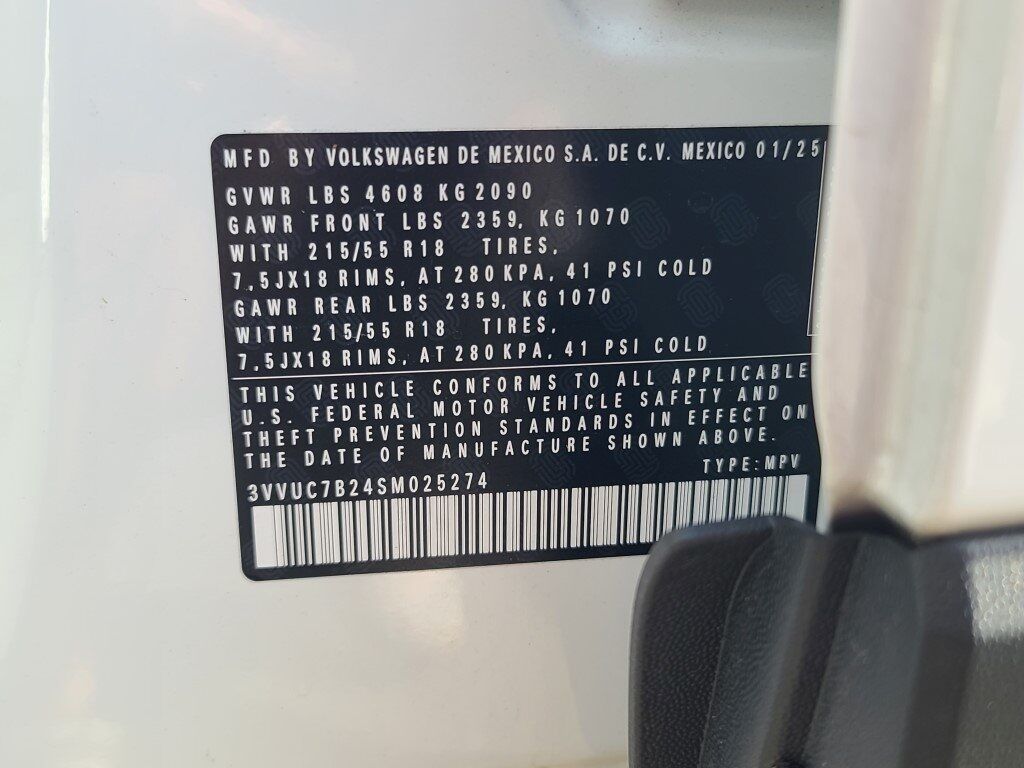 MFD BY VOLKSWAGEN DE MEXICO S.A. DE C.V. MEXICO 01/25
GVWR LBS 4608 KG 2090
GAWR FRONT LBS 2359, KG 1070
WITH 215/55 R18 TIRES,
7,5JX18 RIMS, AT 280 KPA, 41 PSI COLD
GAWR REAR LBS 2359, KG 1070
WITH 215/55 R18 TIRES,
7,5JX18 RIMS, AT 280 KPA, 41 PSI COLD
THIS VEHICLE CONFORMS TO ALL APPLICABLE
U.S. FEDERAL MOTOR VEHICLE SAFETY AND
THEFT PREVENTION STANDARDS IN EFFECT ON
THE DATE OF MANUFACTURE SHOWN ABOVE.
3VVUC7B24SM025274 TYPE:MPV